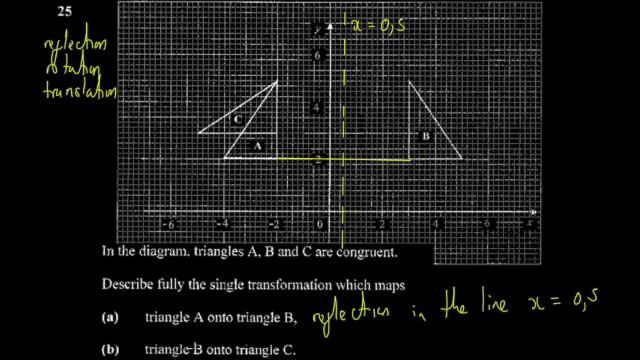 25
reflection
rotation
translation
y
x = 0,5
6
4
C
A
B
2
-6 -4 -2 0 2 4 6 x
In the diagram, triangles A, B and C are congruent.
Describe fully the single transformation which maps
(a) triangle A onto triangle B, reflection in the line x = 0,5
(b) triangle B onto triangle C.